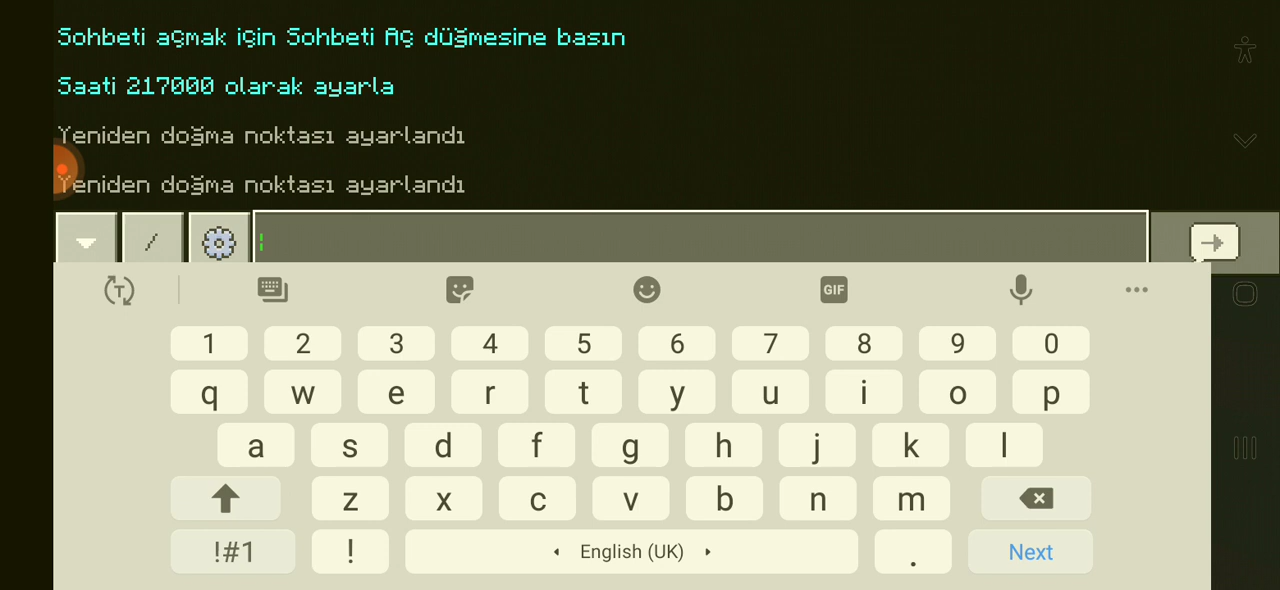 Sohbeti açmak için Sohbeti Aç düğmesine basın
Saati 217000 olarak ayarla
Yeniden doğma noktası ayarlandı
Yeniden doğma noktası ayarlandı
/
T GIF
1 2 3 4 5 6 7 8 9 0
q w e r t y u i o p
a s d f g h j k l
z x c v b n m
!#1 ! English (UK) . Next